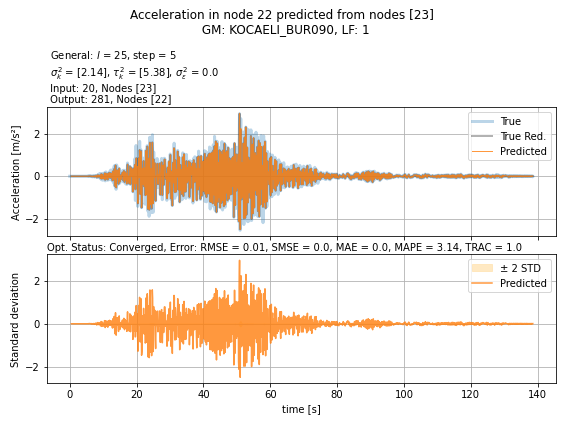 Acceleration in node 22 predicted from nodes [23]
GM: KOCAELI_BUR090, LF: 1
General: l = 25, step = 5
σ²ₖ = [2.14], τ²ₖ = [5.38], σ²ε = 0.0
Input: 20, Nodes [23]
Output: 281, Nodes [22]
Acceleration [m/s²]
2
0
−2
True
True Red.
Predicted
Opt. Status: Converged, Error: RMSE = 0.01, SMSE = 0.0, MAE = 0.0, MAPE = 3.14, TRAC = 1.0
Standard deviation
2
0
−2
± 2 STD
Predicted
0 20 40 60 80 100 120 140
time [s]